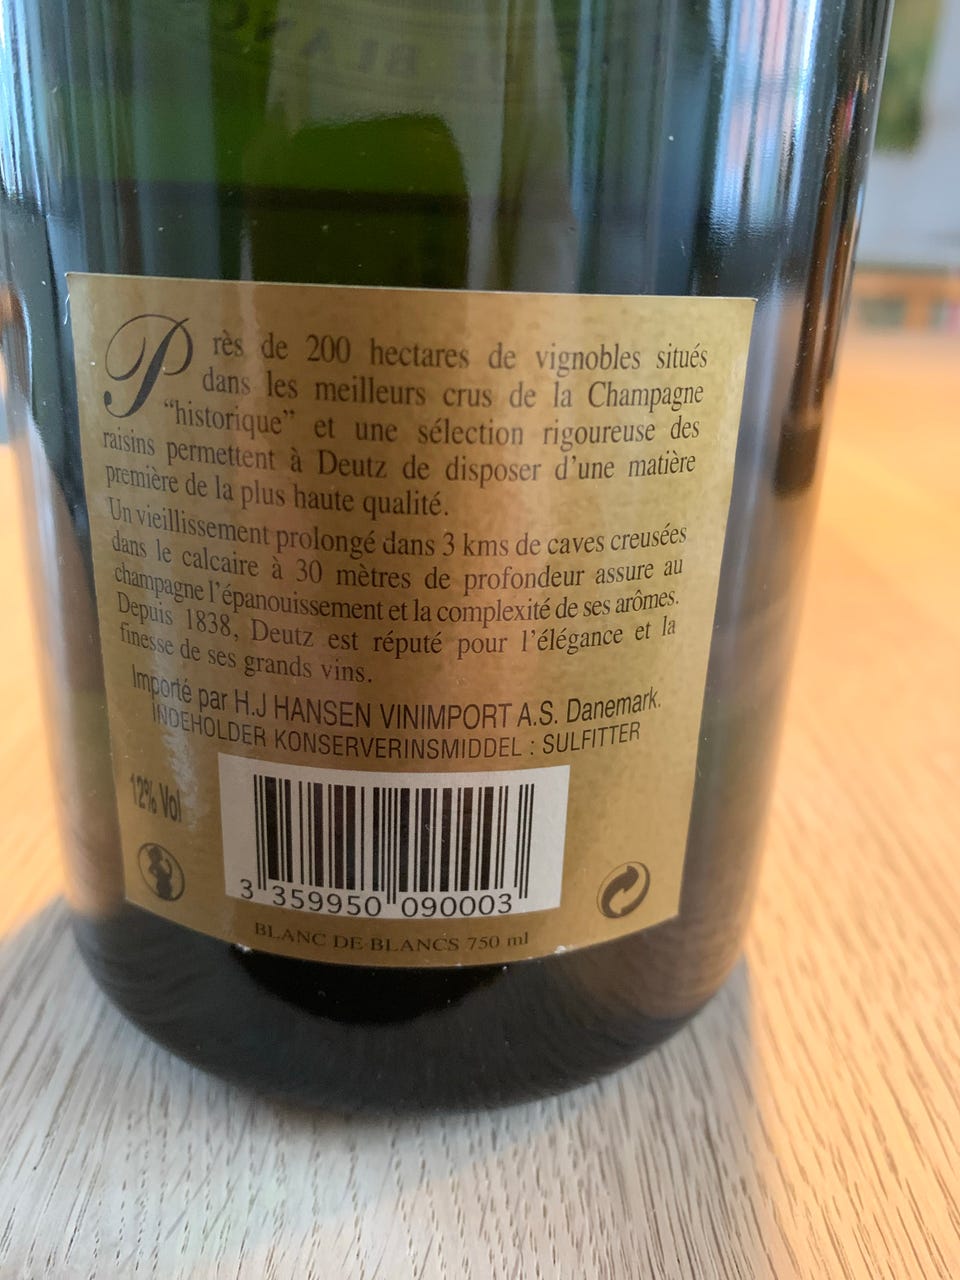 DE BLANC
Près de 200 hectares de vignobles situés
dans les meilleurs crus de la Champagne
“historique” et une sélection rigoureuse des
raisins permettent à Deutz de disposer d’une matière
première de la plus haute qualité.
Un vieillissement prolongé dans 3 kms de caves creusées
dans le calcaire à 30 mètres de profondeur assure au
champagne l’épanouissement et la complexité de ses arômes.
Depuis 1838, Deutz est réputé pour l’élégance et la
finesse de ses grands vins.
Importé par H.J HANSEN VINIMPORT A.S. Danemark.
INDEHOLDER KONSERVERINSMIDDEL : SULFITTER
12% Vol
3 359950 090003
BLANC DE BLANCS 750 ml